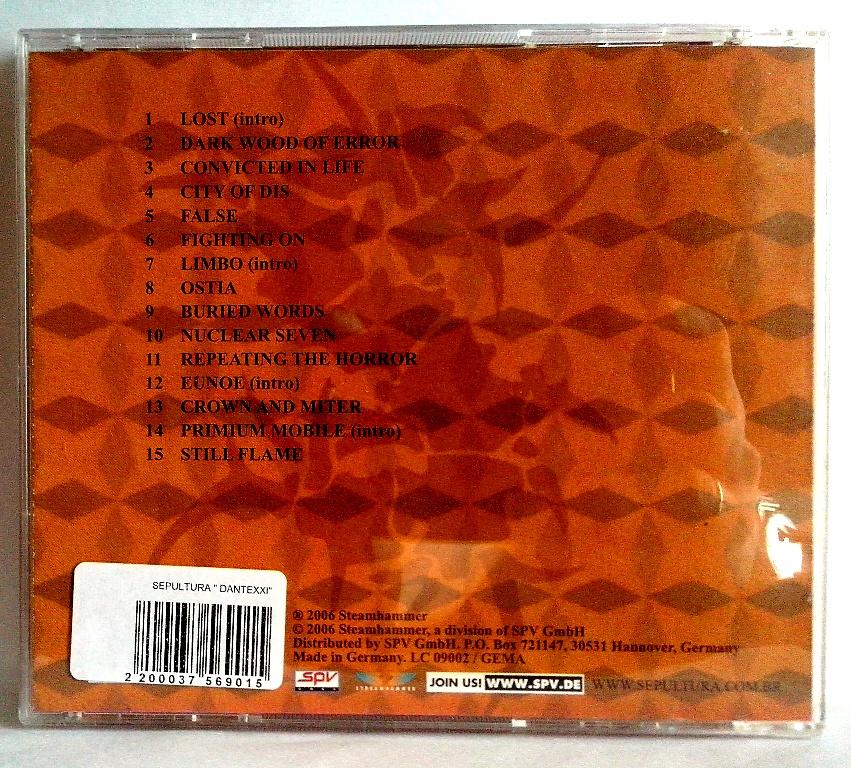 1 LOST (intro)
2 DARK WOOD OF ERROR
3 CONVICTED IN LIFE
4 CITY OF DIS
5 FALSE
6 FIGHTING ON
7 LIMBO (intro)
8 OSTIA
9 BURIED WORDS
10 NUCLEAR SEVEN
11 REPEATING THE HORROR
12 EUNOE (intro)
13 CROWN AND MITER
14 PRIMIUM MOBILE (intro)
15 STILL FLAME
SEPULTURA " DANTEXXI"
2 200037 569015
® 2006 Steamhammer
© 2006 Steamhammer, a division of SPV GmbH
Distributed by SPV GmbH. P.O. Box 721147, 30531 Hannover, Germany
Made in Germany. LC 09002 / GEMA
SPV
STEAMHAMMER
JOIN US! WWW.SPV.DE WWW.SEPULTURA.COM.BR